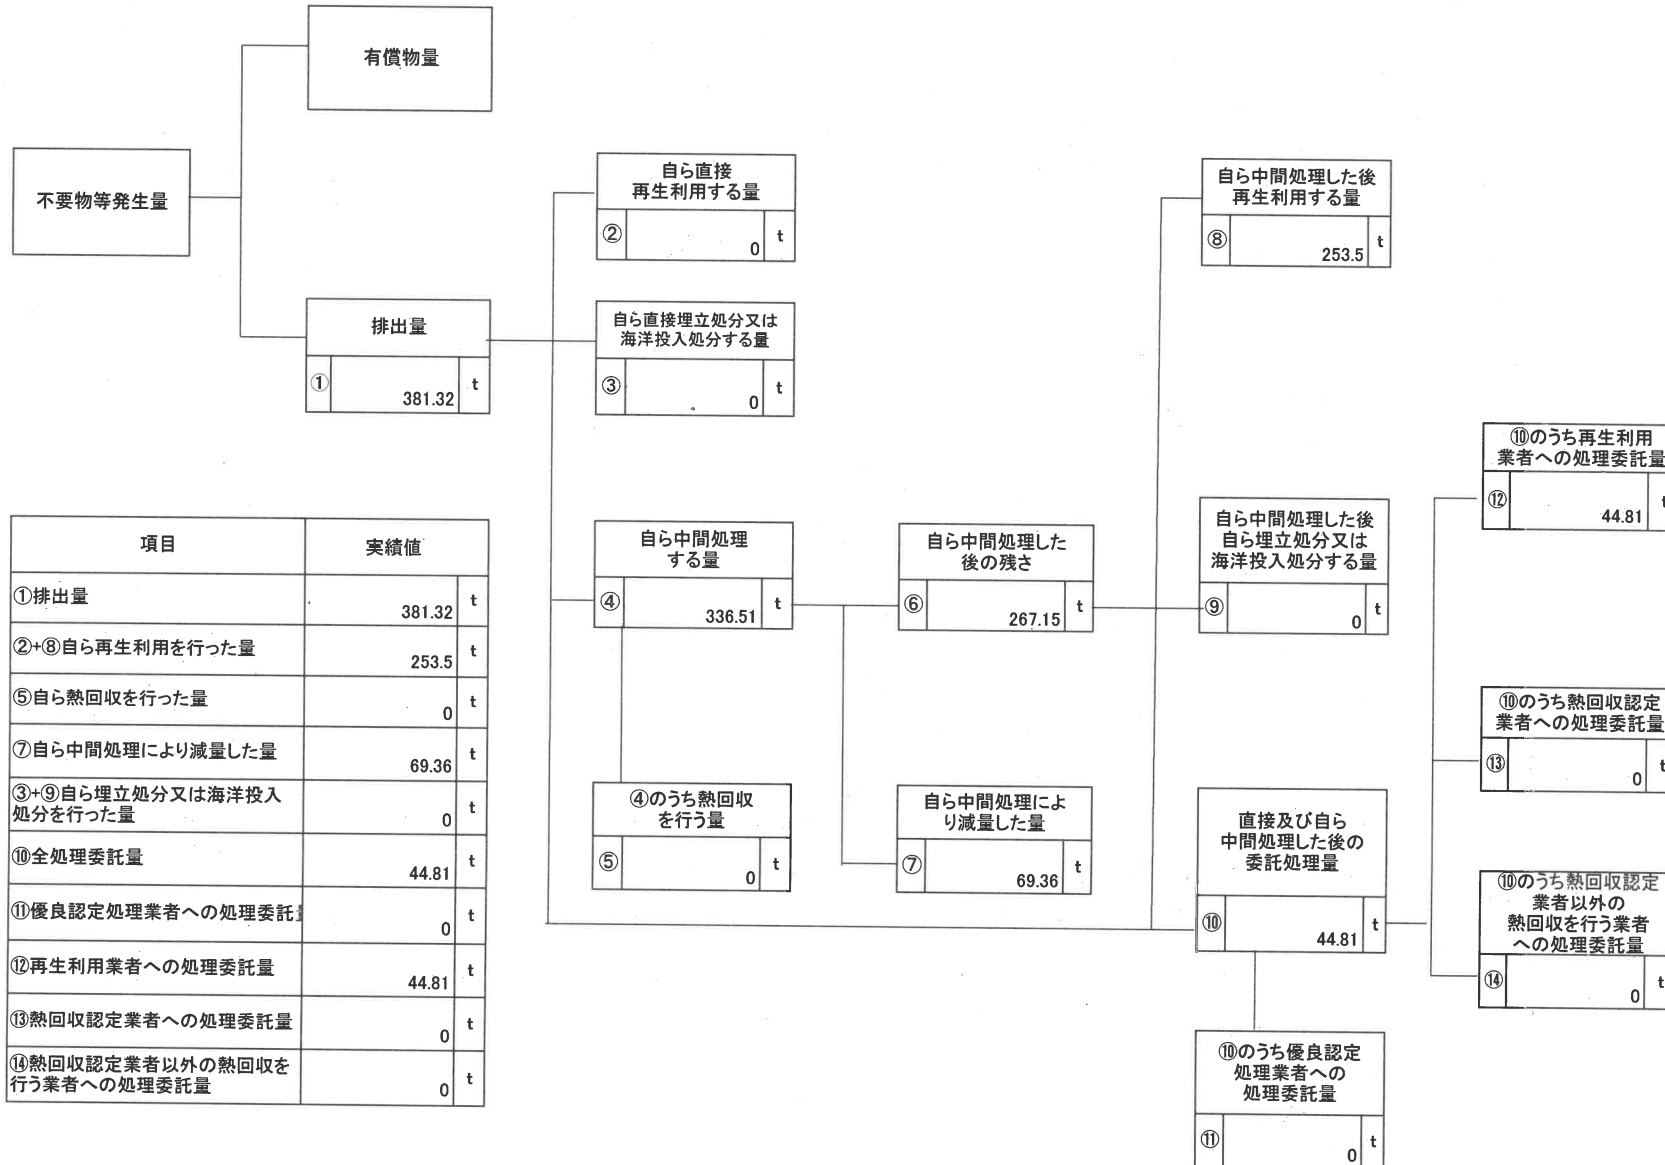 有償物量
不要物等発生量
排出量
① 381.32 t
自ら直接
再生利用する量
② 0 t
自ら直接埋立処分又は
海洋投入処分する量
③ 0 t
自ら中間処理
する量
④ 336.51 t
④のうち熱回収
を行う量
⑤ 0 t
自ら中間処理した
後の残さ
⑥ 267.15 t
自ら中間処理によ
り減量した量
⑦ 69.36 t
自ら中間処理した後
再生利用する量
⑧ 253.5 t
自ら中間処理した後
自ら埋立処分又は
海洋投入処分する量
⑨ 0 t
直接及び自ら
中間処理した後の
委託処理量
⑩ 44.81 t
⑩のうち優良認定
処理業者への
処理委託量
⑪ 0 t
⑩のうち再生利用
業者への処理委託量
⑫ 44.81 t
⑩のうち熱回収認定
業者への処理委託量
⑬ 0 t
⑩のうち熱回収認定
業者以外の
熱回収を行う業者
への処理委託量
⑭ 0 t
項目 実績値
①排出量 381.32 t
②+⑧自ら再生利用を行った量 253.5 t
⑤自ら熱回収を行った量 0 t
⑦自ら中間処理により減量した量 69.36 t
③+⑨自ら埋立処分又は海洋投入
処分を行った量 0 t
⑩全処理委託量 44.81 t
⑪優良認定処理業者への処理委託 0 t
⑫再生利用業者への処理委託量 44.81 t
⑬熱回収認定業者への処理委託量 0 t
⑭熱回収認定業者以外の熱回収を
行う業者への処理委託量 0 t